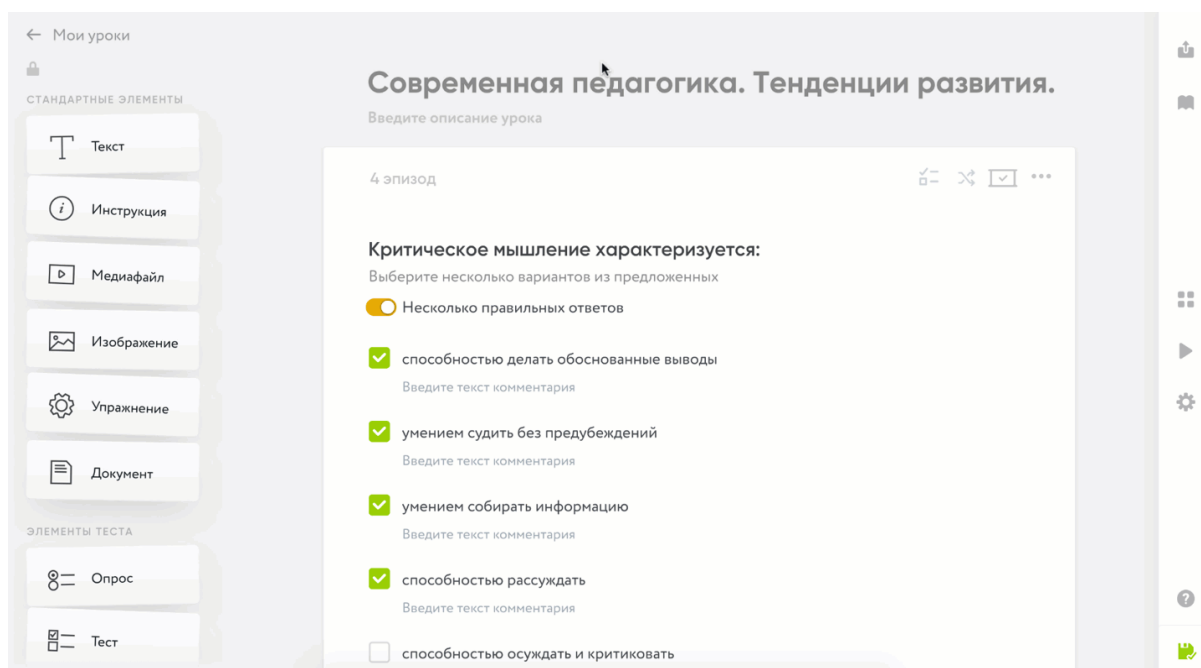 Мои уроки
СТАНДАРТНЫЕ ЭЛЕМЕНТЫ
Текст
Инструкция
Медиафайл
Изображение
Упражнение
Документ
ЭЛЕМЕНТЫ ТЕСТА
Опрос
Тест
Современная педагогика. Тенденции развития.
Введите описание урока
4 эпизод
Критическое мышление характеризуется:
Выберите несколько вариантов из предложенных
Несколько правильных ответов
способностью делать обоснованные выводы
Введите текст комментария
умением судить без предубеждений
Введите текст комментария
умением собирать информацию
Введите текст комментария
способностью рассуждать
Введите текст комментария
способностью осуждать и критиковать